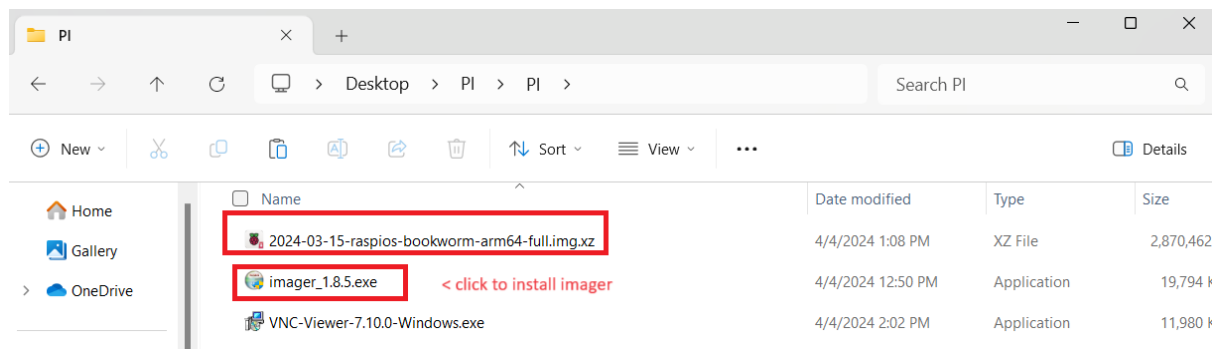 PI
Desktop > PI > PI >
Search PI
New
Sort
View
...
Details
Home
Gallery
> OneDrive
Name
Date modified
Type
Size
2024-03-15-raspios-bookworm-arm64-full.img.xz
4/4/2024 1:08 PM
XZ File
2,870,462
imager_1.8.5.exe
< click to install imager
4/4/2024 12:50 PM
Application
19,794 K
VNC-Viewer-7.10.0-Windows.exe
4/4/2024 2:02 PM
Application
11,980 K